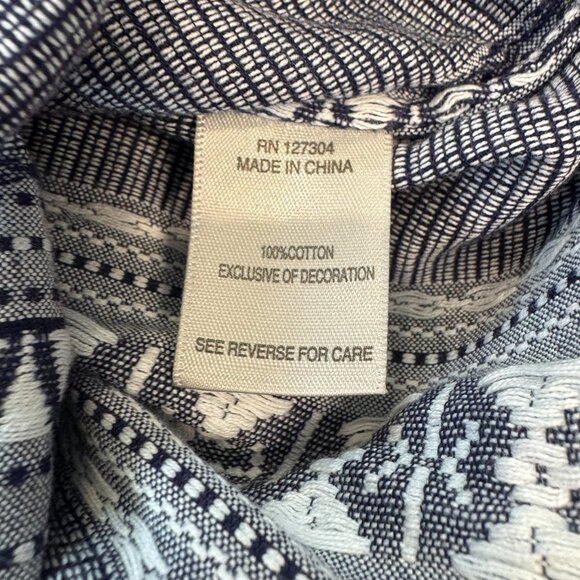 RN 127304
MADE IN CHINA
100%COTTON
EXCLUSIVE OF DECORATION
SEE REVERSE FOR CARE